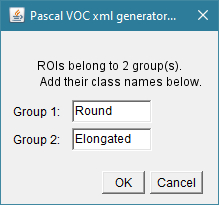 Pascal VOC xml generator...
ROIs belong to 2 group(s).
Add their class names below.
Group 1: Round
Group 2: Elongated
OK Cancel